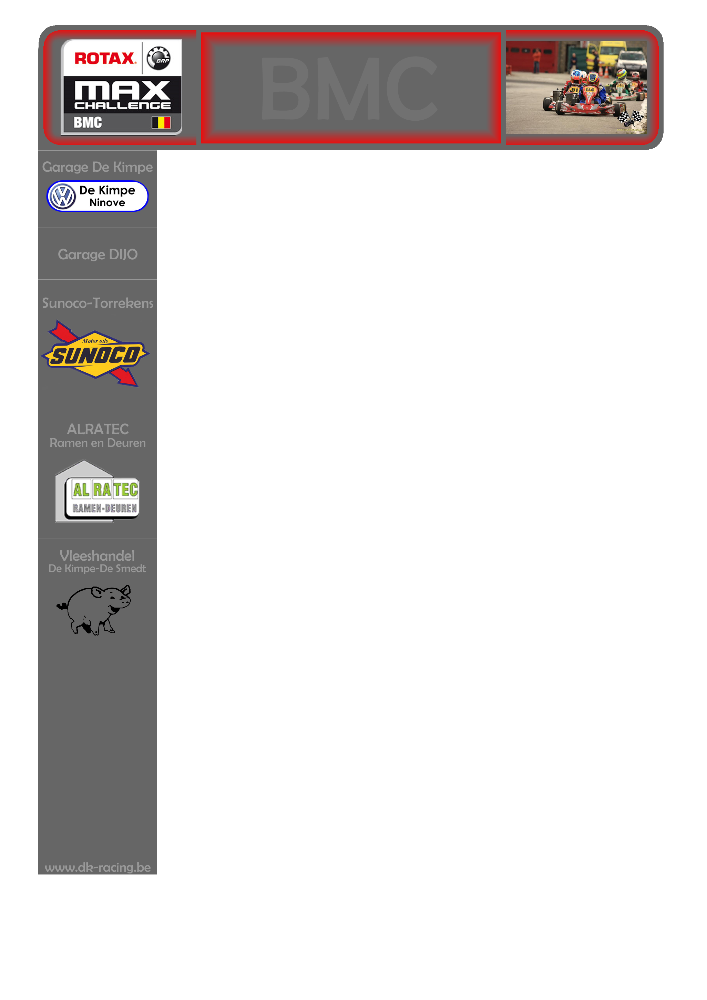 ROTAX.
BRP
MAX
CHALLENGE
BMC
BMC
51
64
Garage De Kimpe
De Kimpe
Ninove
Garage DIJO
Sunoco-Torrekens
Motor oils
SUNOCO
ALRATEC
Ramen en Deuren
AL RA TEC
RAMEN-DEUREN
Vleeshandel
De Kimpe-De Smedt
www.dk-racing.be